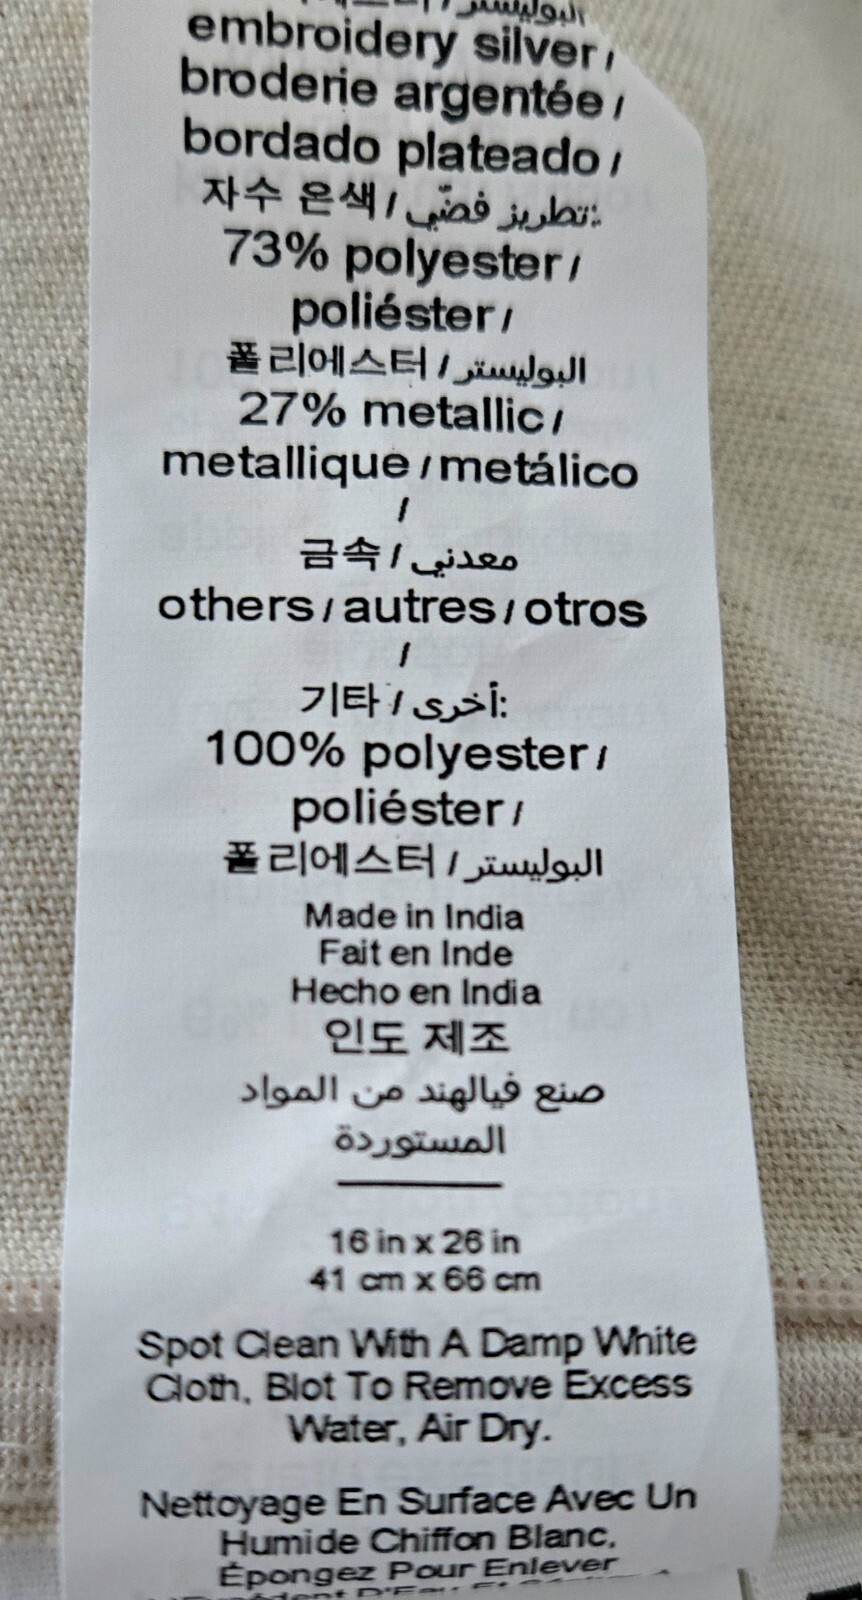 البوليستر
embroidery silver /
broderie argentée /
bordado plateado /
자수 은색 / تطريز فضّي:
73% polyester /
poliéster /
폴리에스터 / البوليستر
27% metallic /
metallique / metálico
/
금속 / معدني
others / autres / otros
/
기타 / أخرى:
100% polyester /
poliéster /
폴리에스터 / البوليستر
Made in India
Fait en Inde
Hecho en India
인도 제조
صنع فيالهند من المواد
المستوردة
16 in x 26 in
41 cm x 66 cm
Spot Clean With A Damp White
Cloth, Blot To Remove Excess
Water, Air Dry.
Nettoyage En Surface Avec Un
Humide Chiffon Blanc,
Épongez Pour Enlever